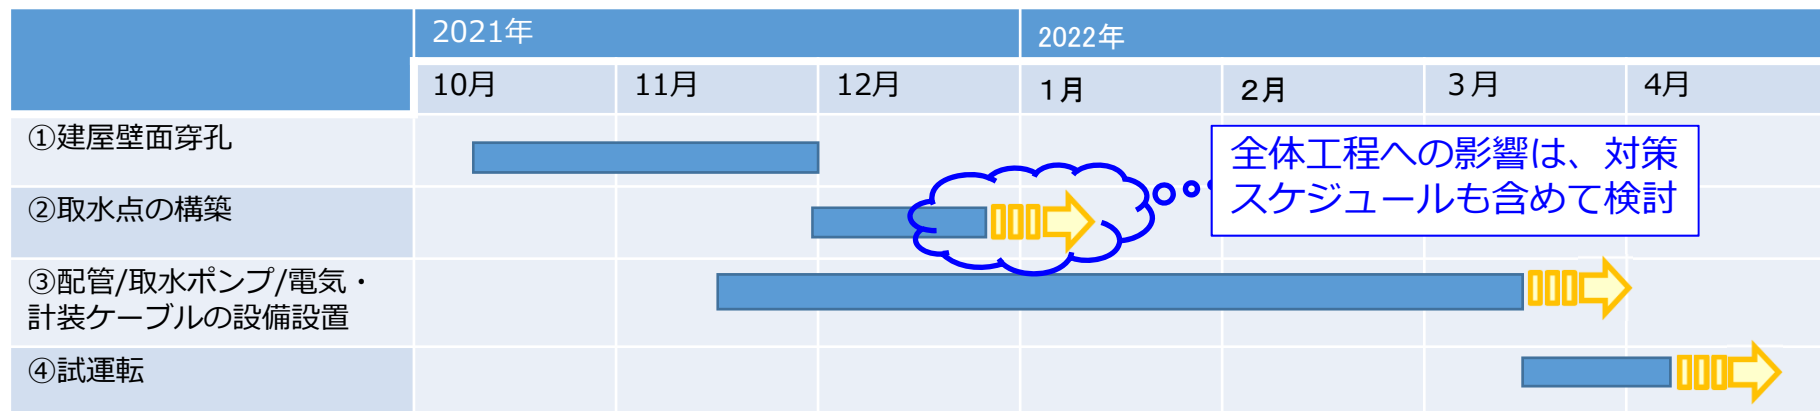 2021年
2022年
10月
11月
12月
１月
２月
３月
4月
①建屋壁面穿孔
全体工程への影響は、対策
スケジュールも含めて検討
②取水点の構築
③配管/取水ポンプ/電気・
計装ケーブルの設備設置
④試運転